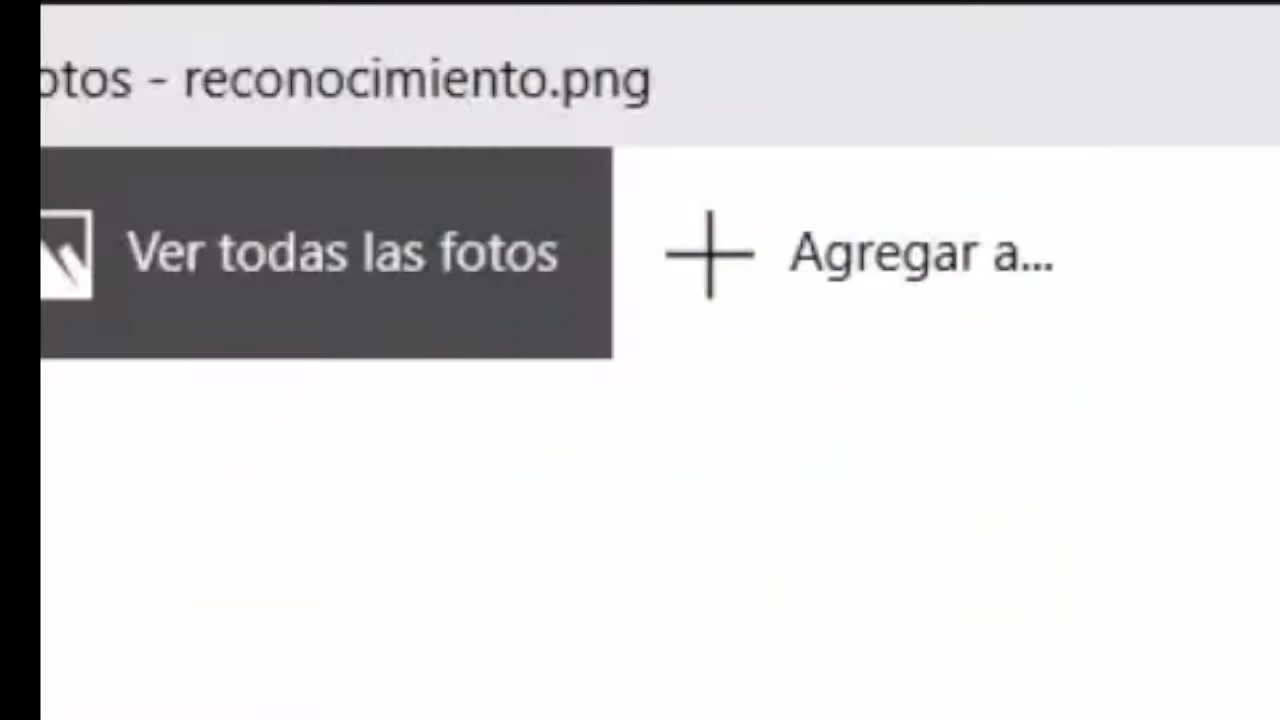 otos - reconocimiento.png
Ver todas las fotos
Agregar a...